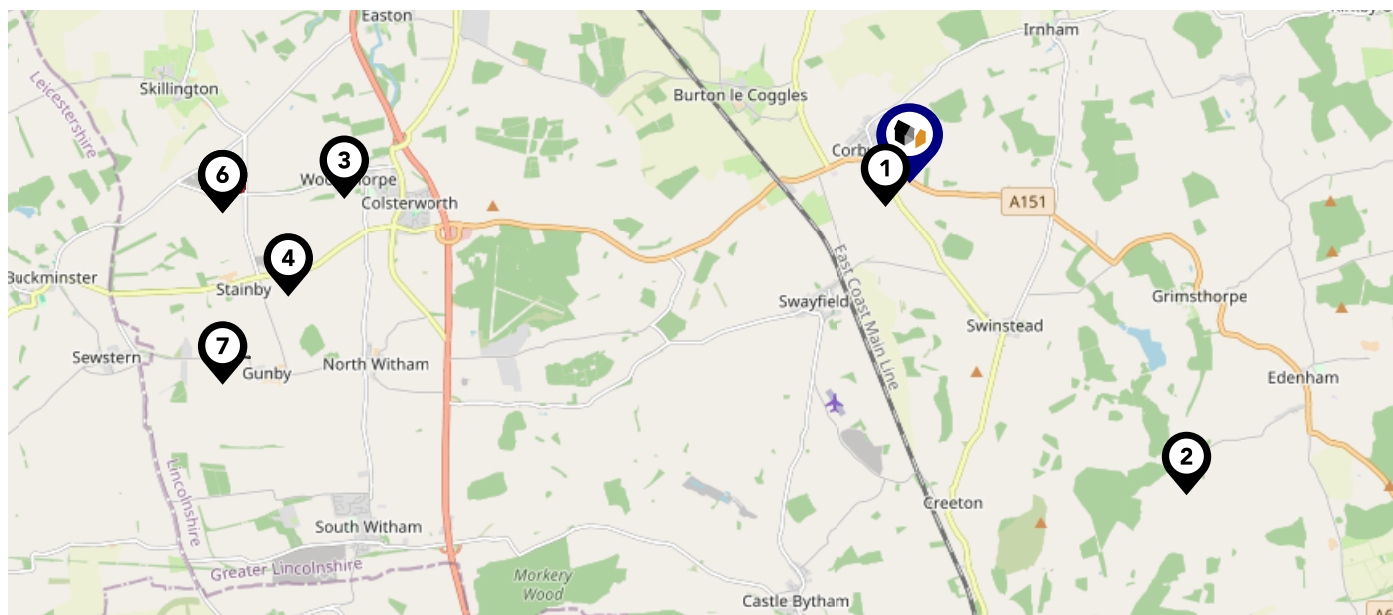 Easton
Irnham
Skillington
Leicestershire
Burton le Coggles
Corby
3
1
6
Woolsthorpe
Colsterworth
A151
4
Buckminster
Stainby
Swayfield
East Coast Main Line
Grimsthorpe
Swinstead
7
Sewstern
Gunby
North Witham
Edenham
2
Lincolnshire
Creeton
South Witham
Greater Lincolnshire
Morkery
Wood
Castle Bytham
A6